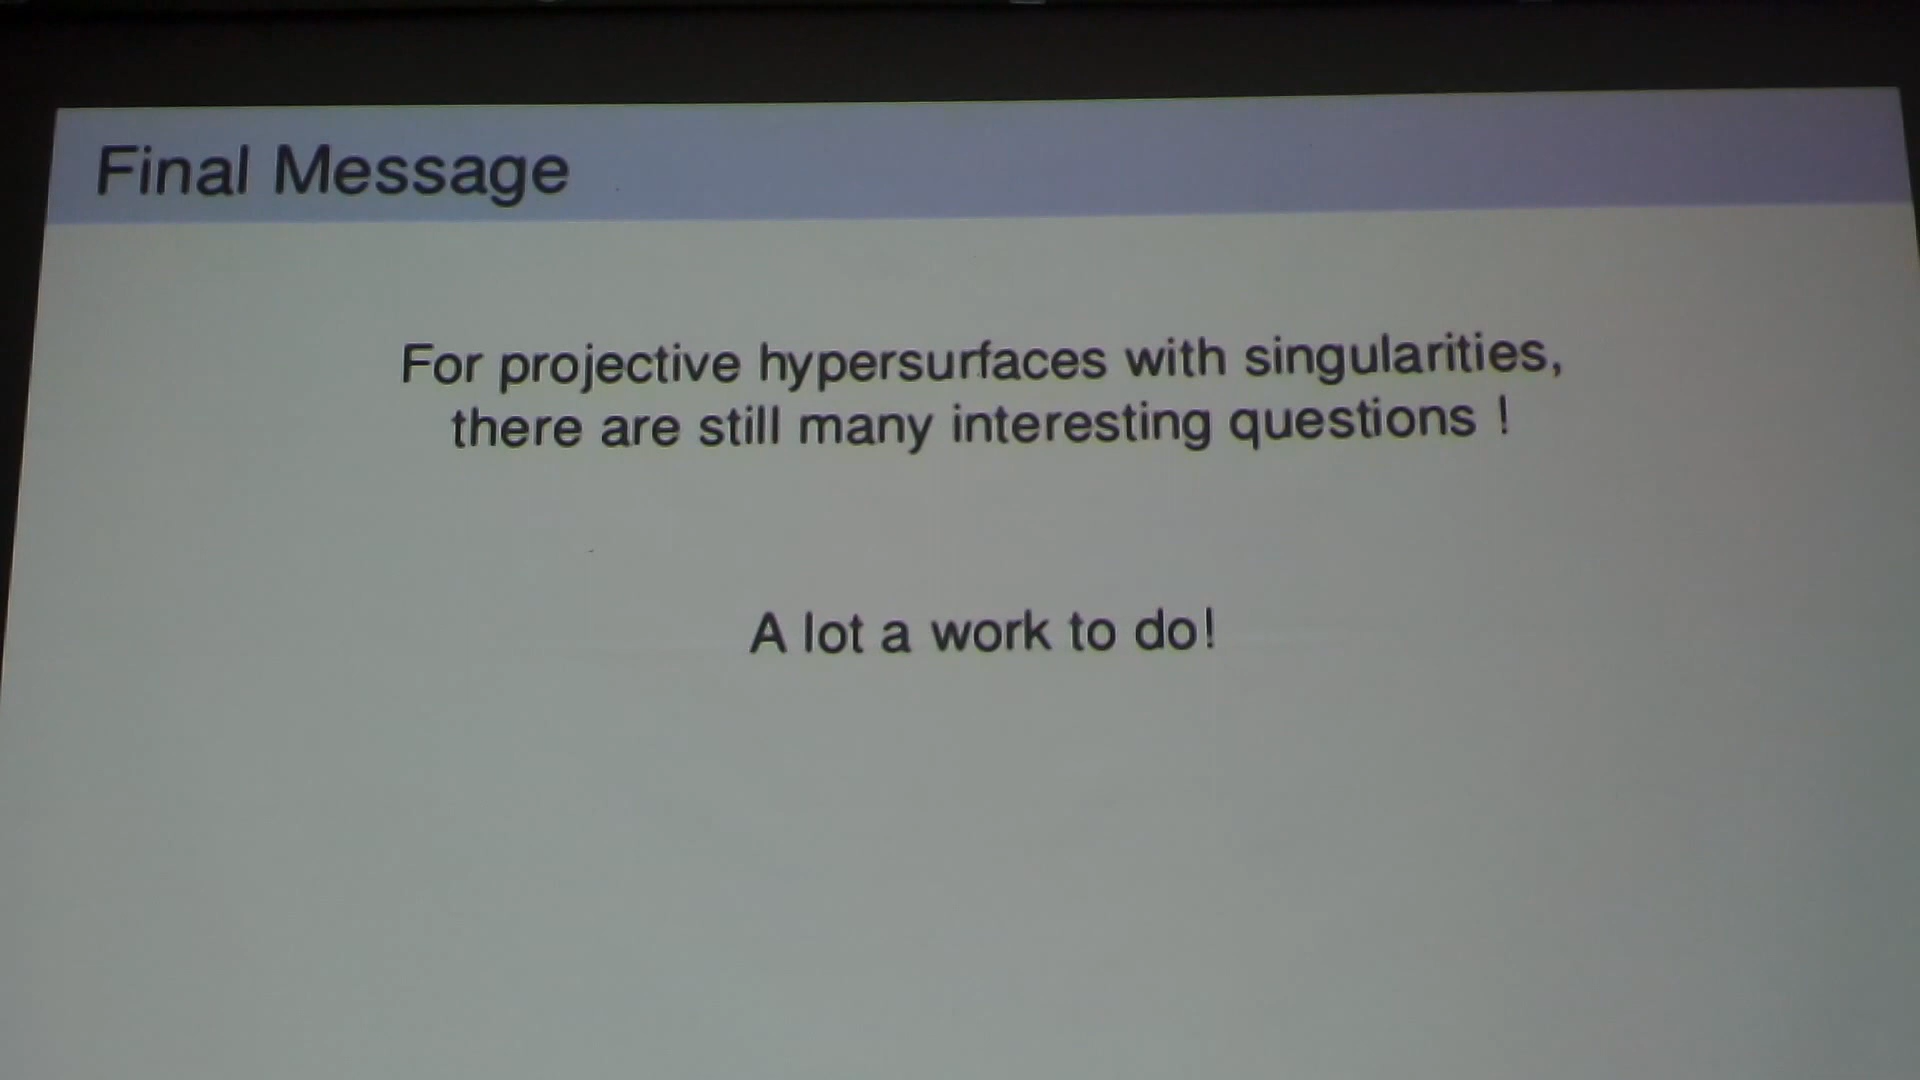 Final Message
For projective hypersurfaces with singularities,
there are still many interesting questions !
A lot a work to do!